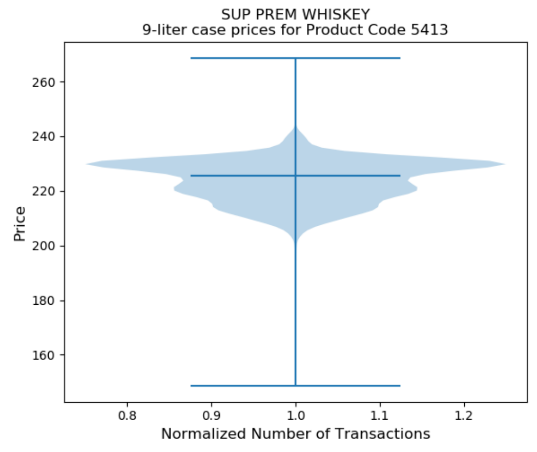 SUP PREM WHISKEY
9-liter case prices for Product Code 5413
260
240
220
200
180
160
Price
0.8 0.9 1.0 1.1 1.2
Normalized Number of Transactions